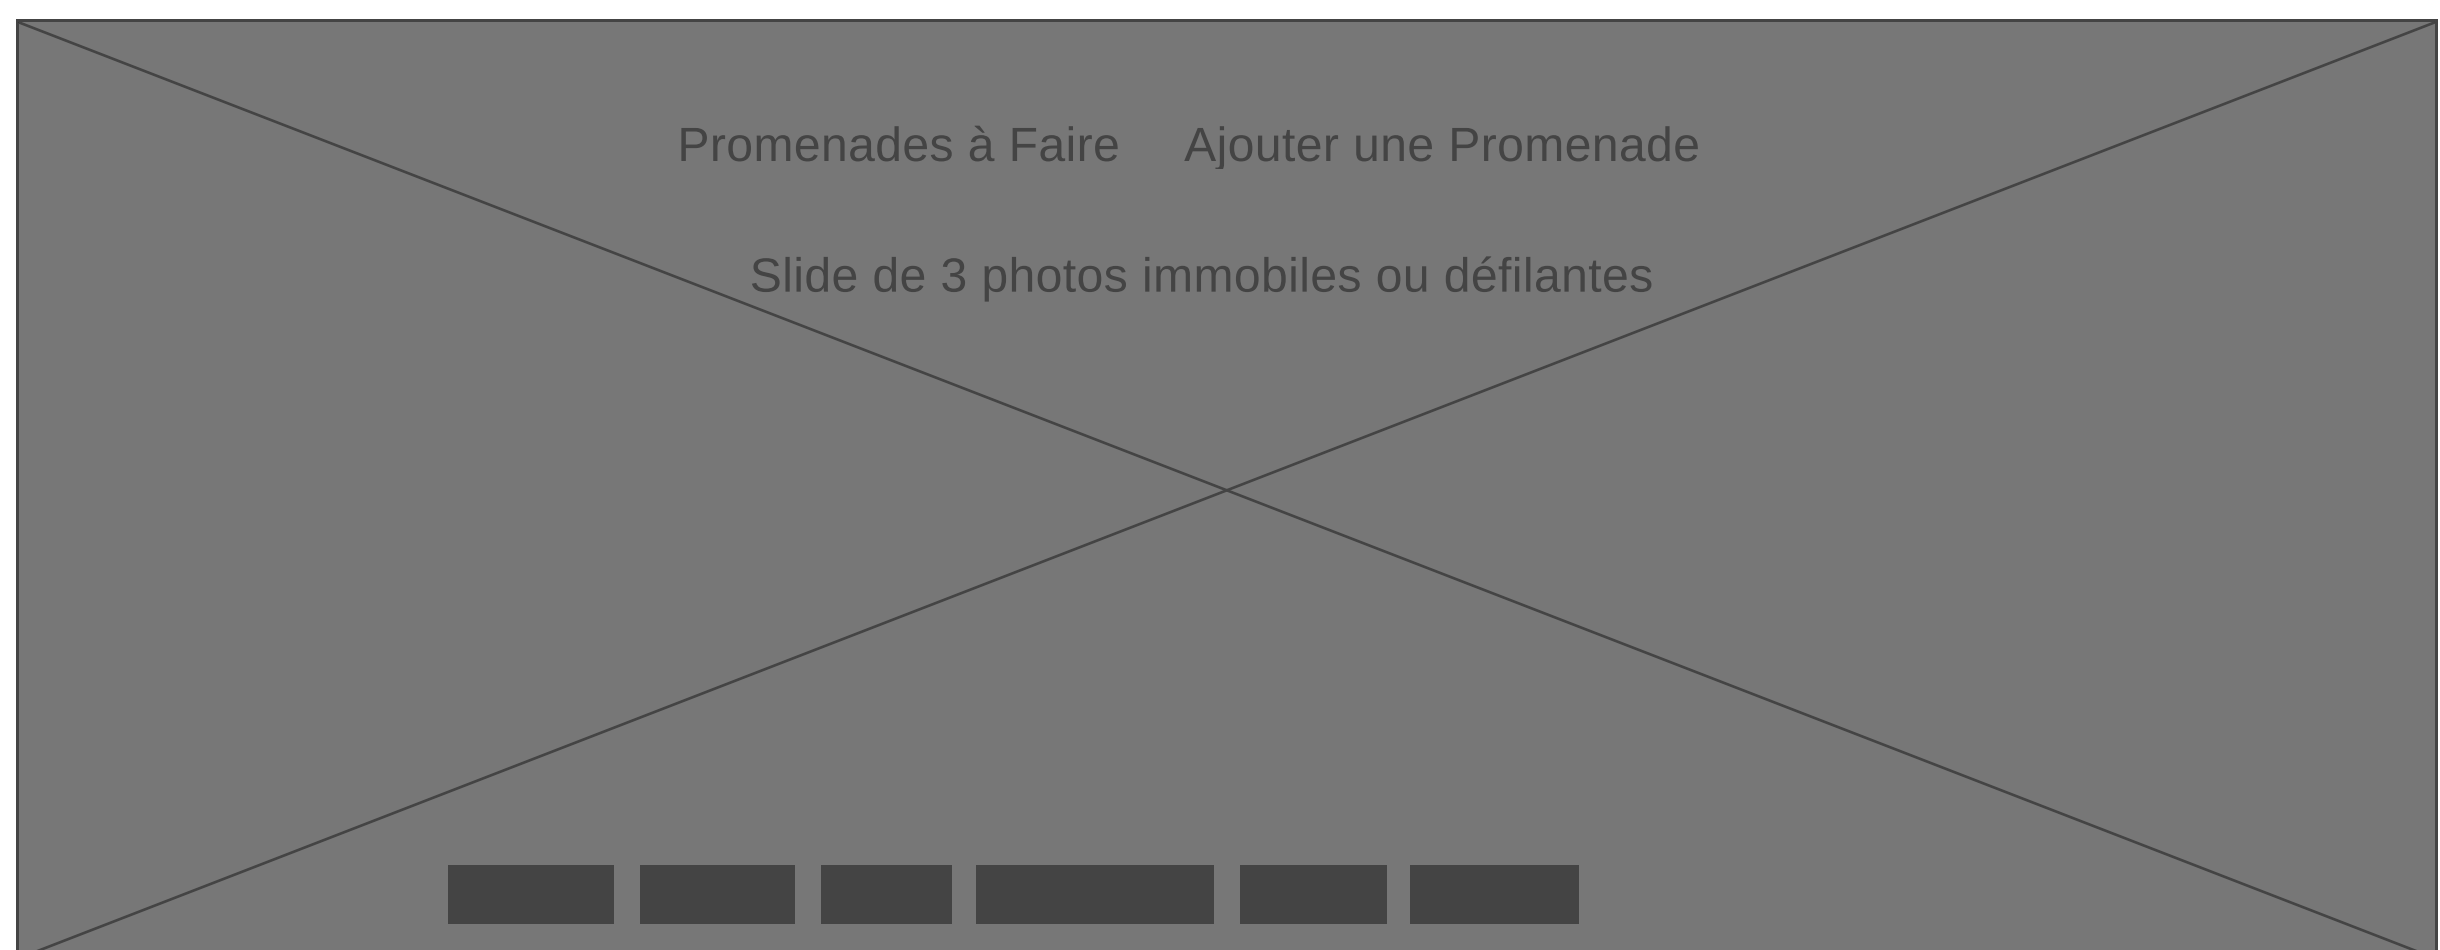 Promenades à Faire Ajouter une Promenade
Slide de 3 photos immobiles ou défilantes